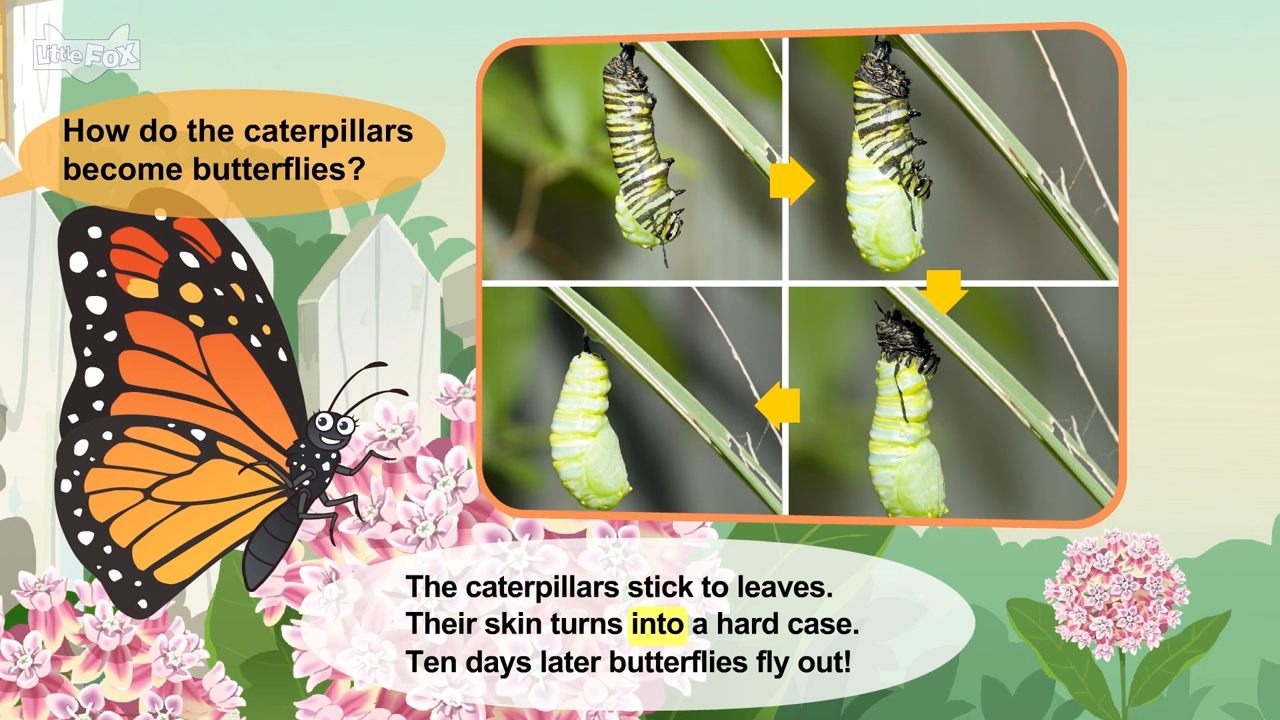 Little Fox
How do the caterpillars
become butterflies?
The caterpillars stick to leaves.
Their skin turns into a hard case.
Ten days later butterflies fly out!